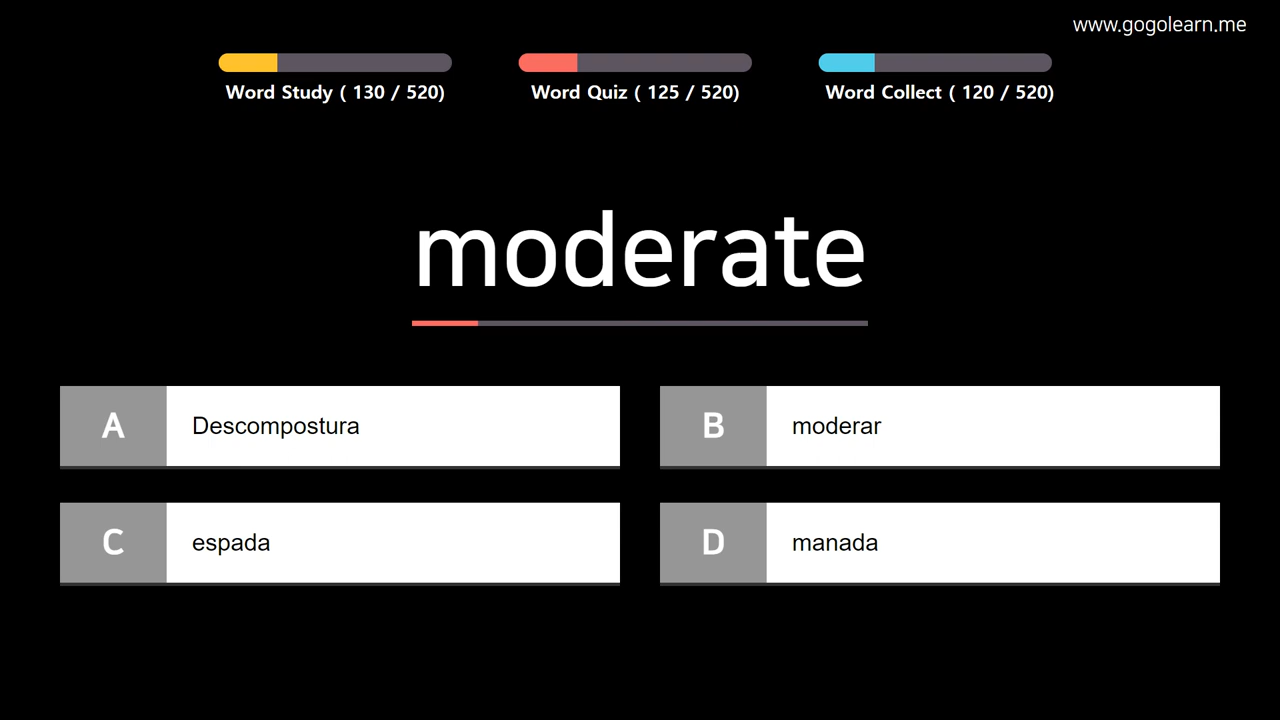 www.gogolearn.me
Word Study ( 130 / 520)
Word Quiz ( 125 / 520)
Word Collect ( 120 / 520)
moderate
A Descompostura
B moderar
C espada
D manada